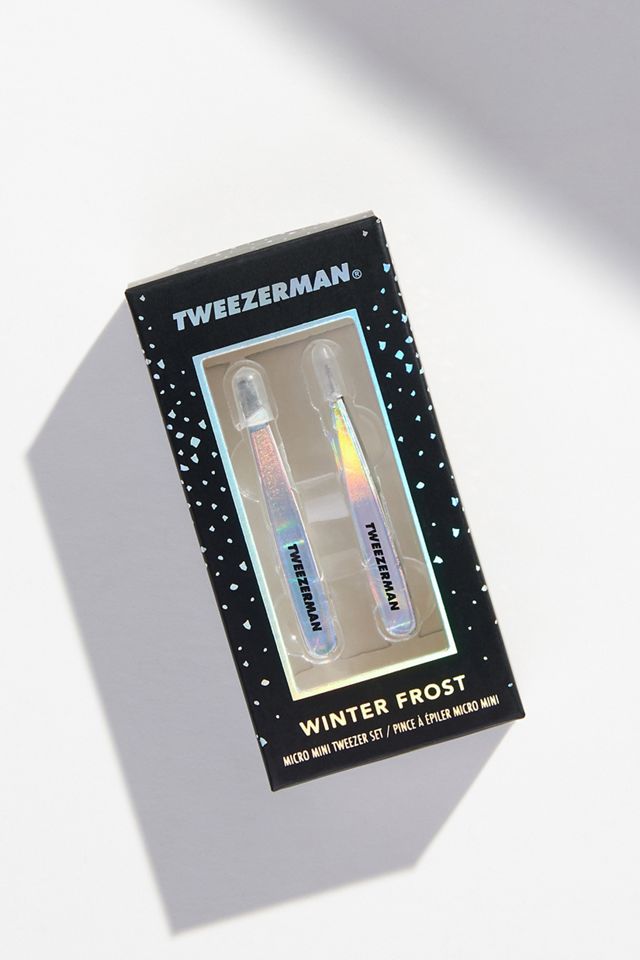 TWEEZERMAN®
TWEEZERMAN
TWEEZERMAN
WINTER FROST
MICRO MINI TWEEZER SET / PINCE À ÉPILER MICRO MINI